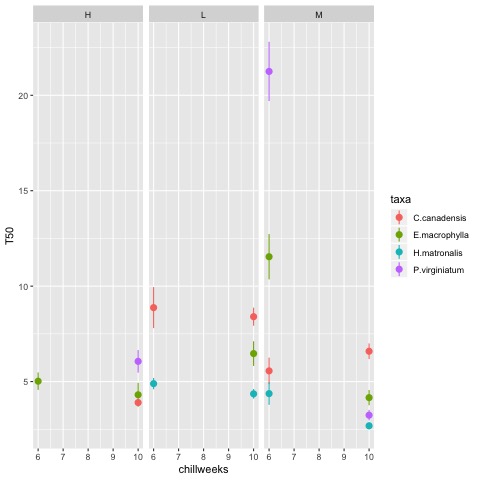 H L M
20
15
10
5
T50
6 7 8 9 10 6 7 8 9 10 6 7 8 9 10
chillweeks
taxa
C.canadensis
E.macrophylla
H.matronalis
P.virginiatum